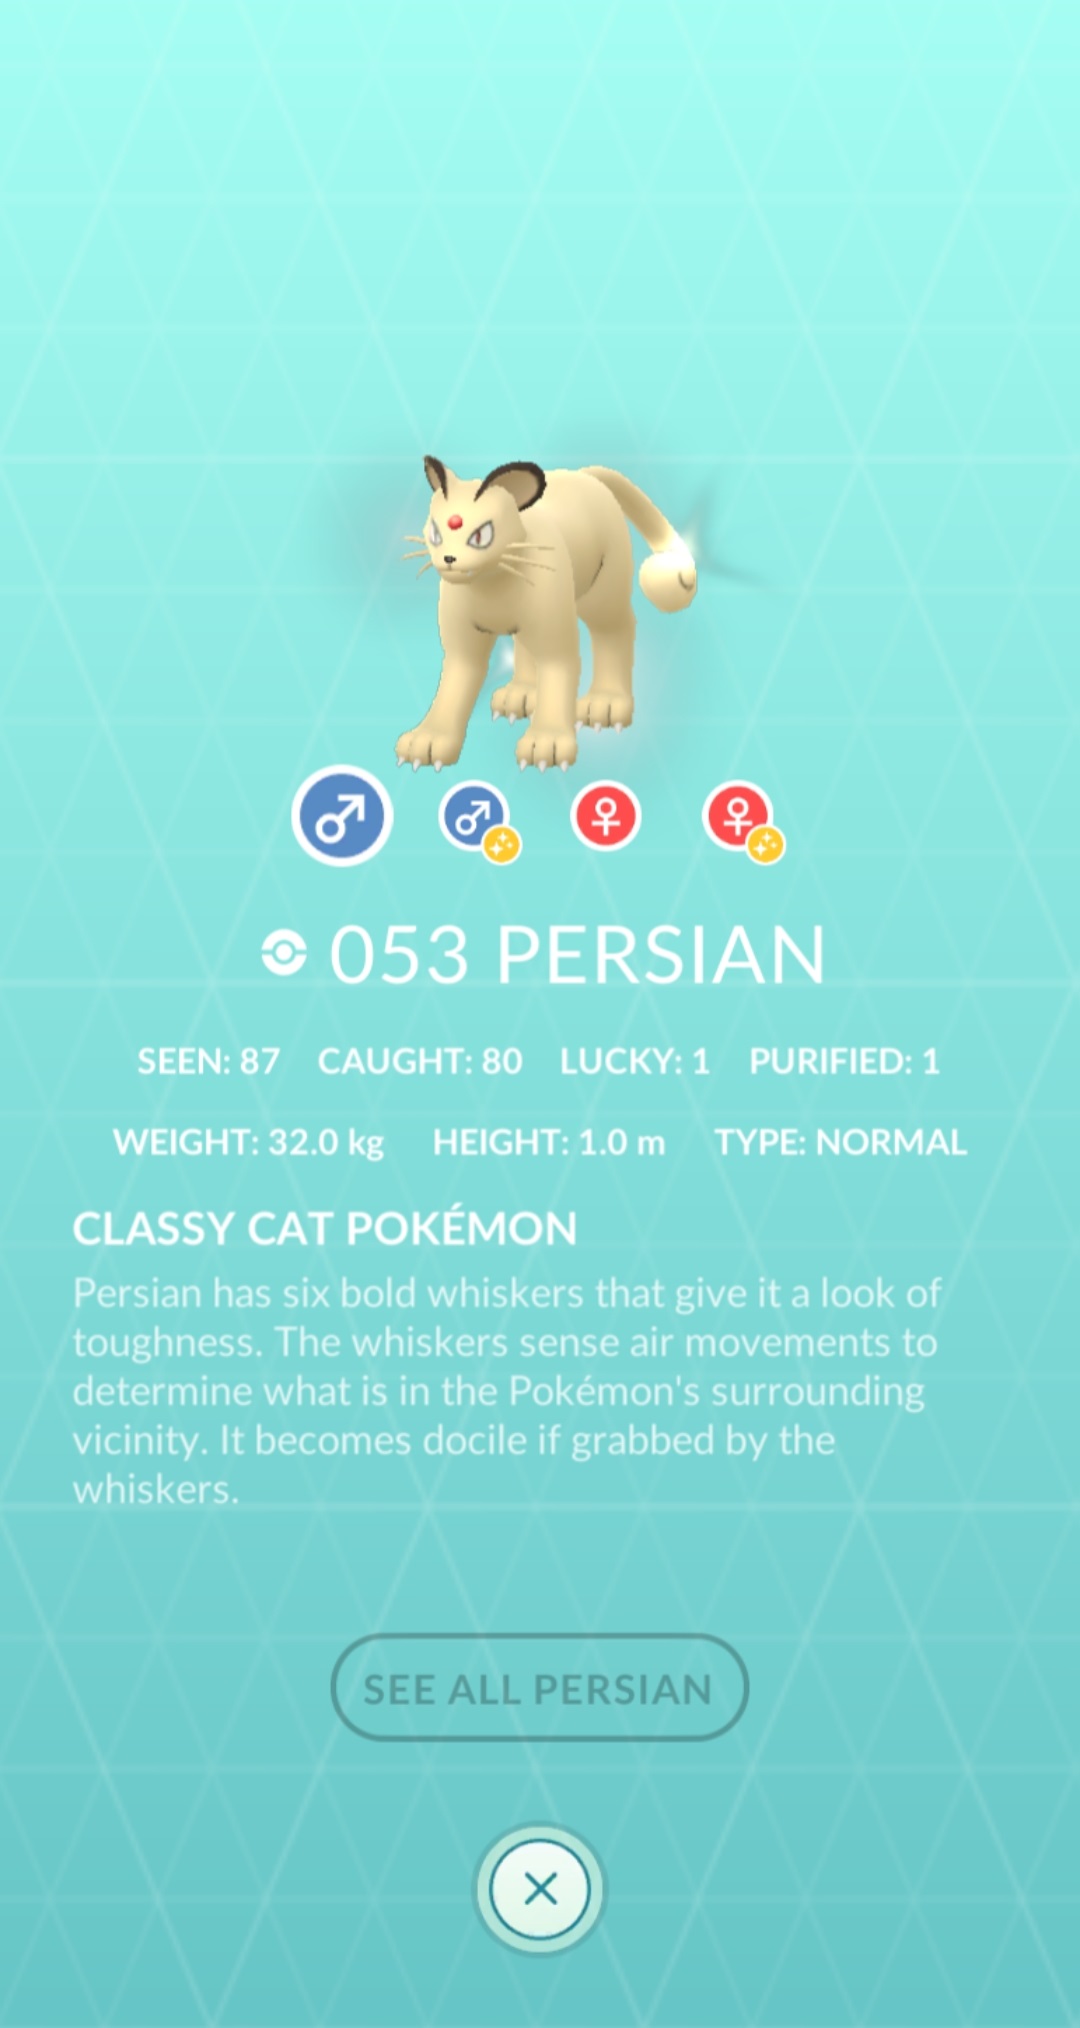 053 PERSIAN
SEEN: 87 CAUGHT: 80 LUCKY: 1 PURIFIED: 1
WEIGHT: 32.0 kg HEIGHT: 1.0 m TYPE: NORMAL
CLASSY CAT POKÉMON
Persian has six bold whiskers that give it a look of
toughness. The whiskers sense air movements to
determine what is in the Pokémon's surrounding
vicinity. It becomes docile if grabbed by the
whiskers.
SEE ALL PERSIAN